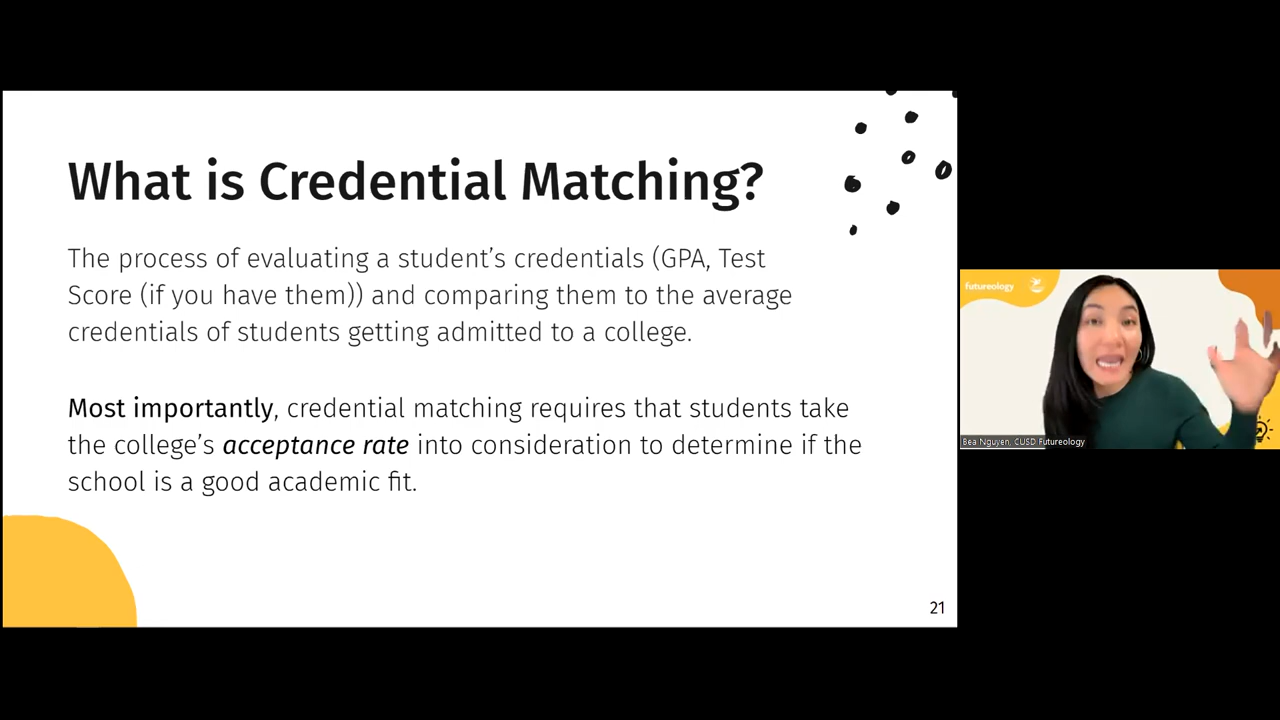 What is Credential Matching?
The process of evaluating a student’s credentials (GPA, Test
Score (if you have them)) and comparing them to the average
credentials of students getting admitted to a college.
Most importantly, credential matching requires that students take
the college’s acceptance rate into consideration to determine if the
school is a good academic fit.
21
futureology
Bea Nguyen, CUSD Futureology